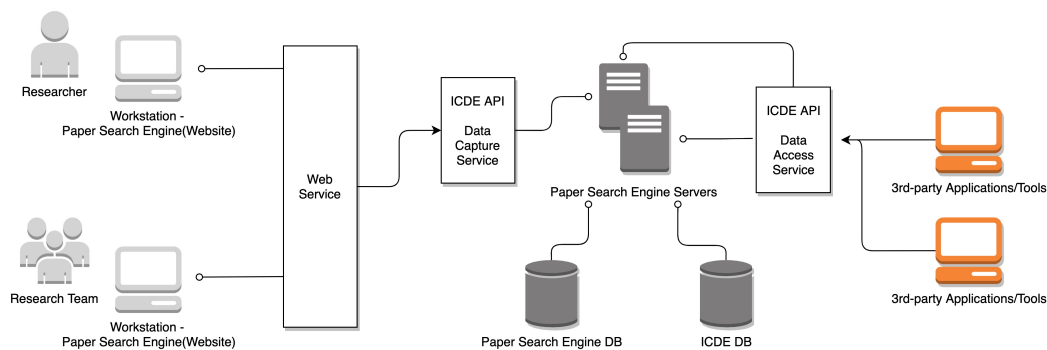 Researcher
Workstation -
Paper Search Engine(Website)
Research Team
Workstation -
Paper Search Engine(Website)
Web
Service
ICDE API
Data
Capture
Service
Paper Search Engine Servers
Paper Search Engine DB
ICDE DB
ICDE API
Data
Access
Service
3rd-party Applications/Tools
3rd-party Applications/Tools